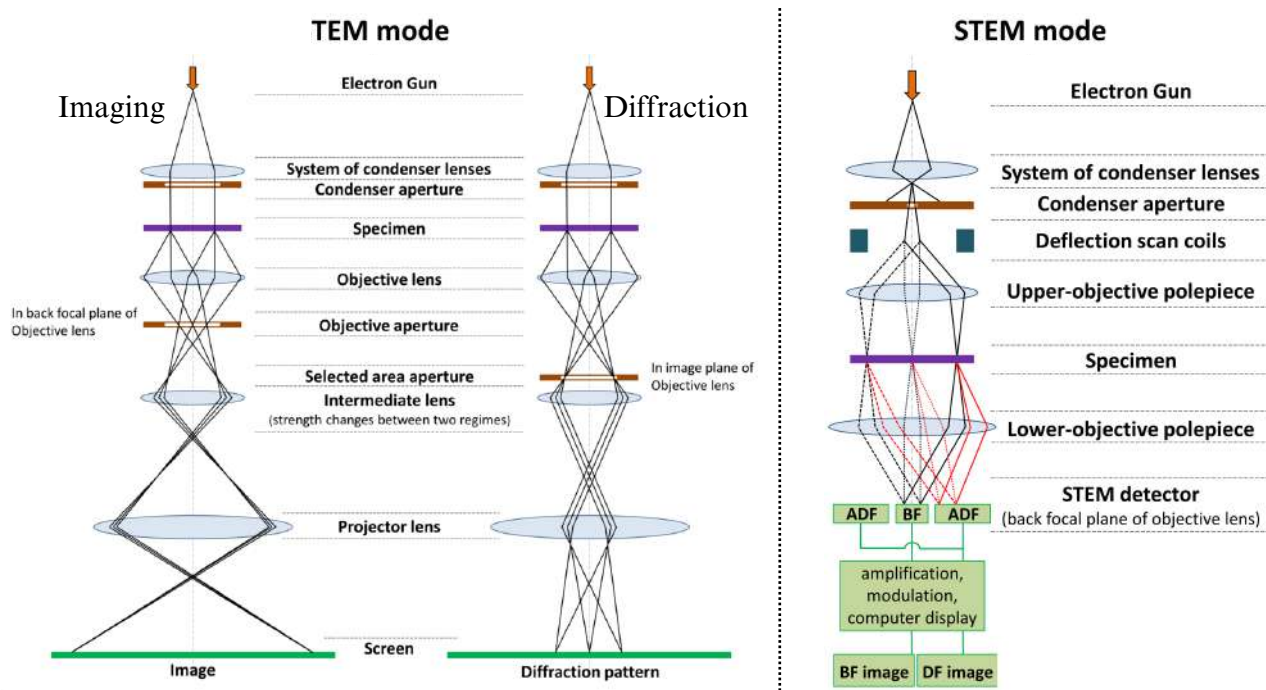 TEM mode
STEM mode
Imaging
Electron Gun
Diffraction
System of condenser lenses
Condenser aperture
Specimen
Objective lens
In back focal plane of
Objective lens
Objective aperture
Selected area aperture
In image plane of
Objective lens
Intermediate lens
(strength changes between two regimes)
Projector lens
Screen
Image
Diffraction pattern
Electron Gun
System of condenser lenses
Condenser aperture
Deflection scan coils
Upper-objective polepiece
Specimen
Lower-objective polepiece
STEM detector
(back focal plane of objective lens)
ADF
BF
ADF
amplification,
modulation,
computer display
BF image
DF image